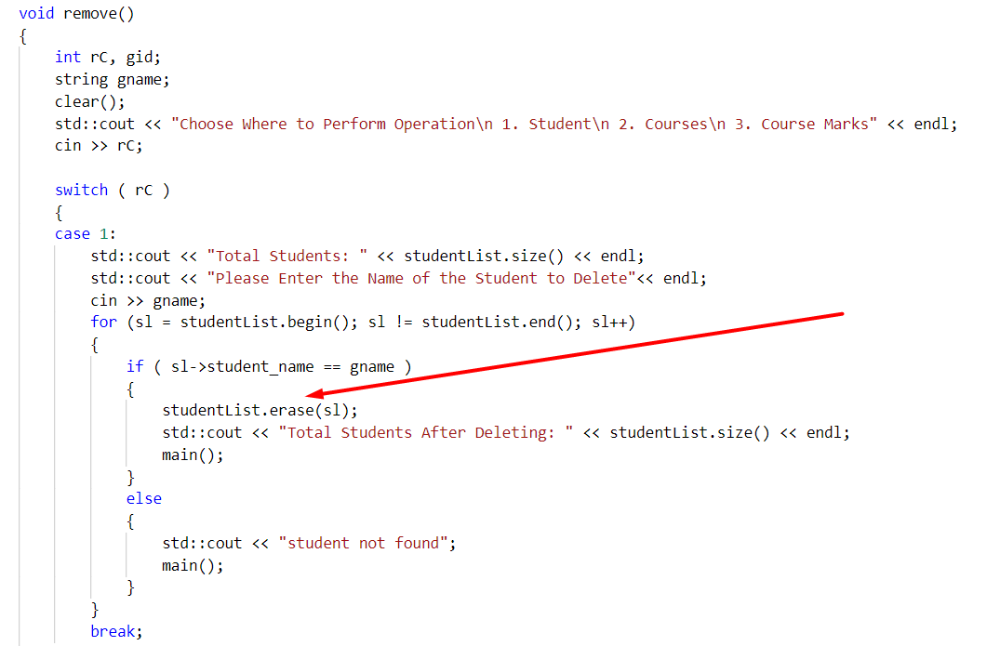 void remove()
{
    int rC, gid;
    string gname;
    clear();
    std::cout << "Choose Where to Perform Operation\n 1. Student\n 2. Courses\n 3. Course Marks" << endl;
    cin >> rC;

    switch ( rC )
    {
    case 1:
        std::cout << "Total Students: " << studentList.size() << endl;
        std::cout << "Please Enter the Name of the Student to Delete"<< endl;
        cin >> gname;
        for (sl = studentList.begin(); sl != studentList.end(); sl++)
        {
            if ( sl->student_name == gname )
            {
                studentList.erase(sl);
                std::cout << "Total Students After Deleting: " << studentList.size() << endl;
                main();
            }
            else
            {
                std::cout << "student not found";
                main();
            }
        }
        break;